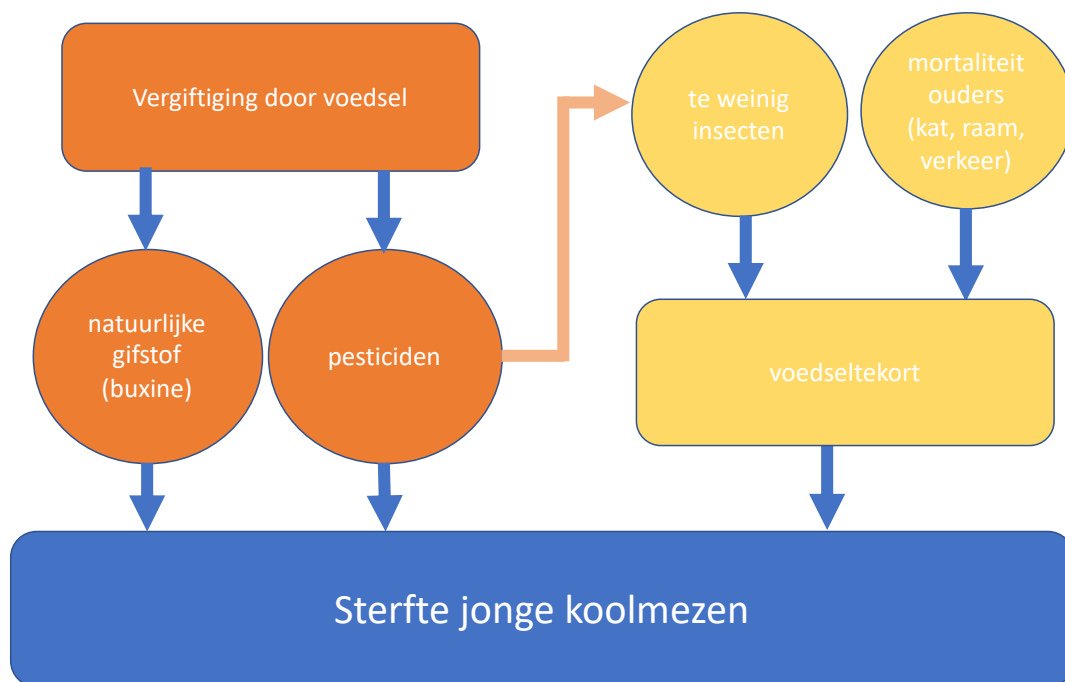 Vergiftiging door voedsel
te weinig
insecten
mortaliteit
ouders
(kat, raam,
verkeer)
natuurlijke
gifstof
(buxine)
pesticiden
voedseltekort
Sterfte jonge koolmezen